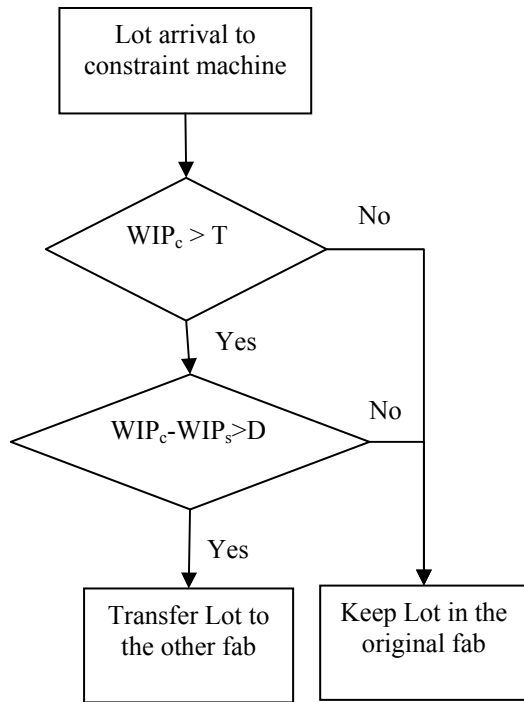 Lot arrival to
constraint machine
WIPc > T
No
Yes
WIPc-WIPs>D
No
Yes
Transfer Lot to
the other fab
Keep Lot in the
original fab